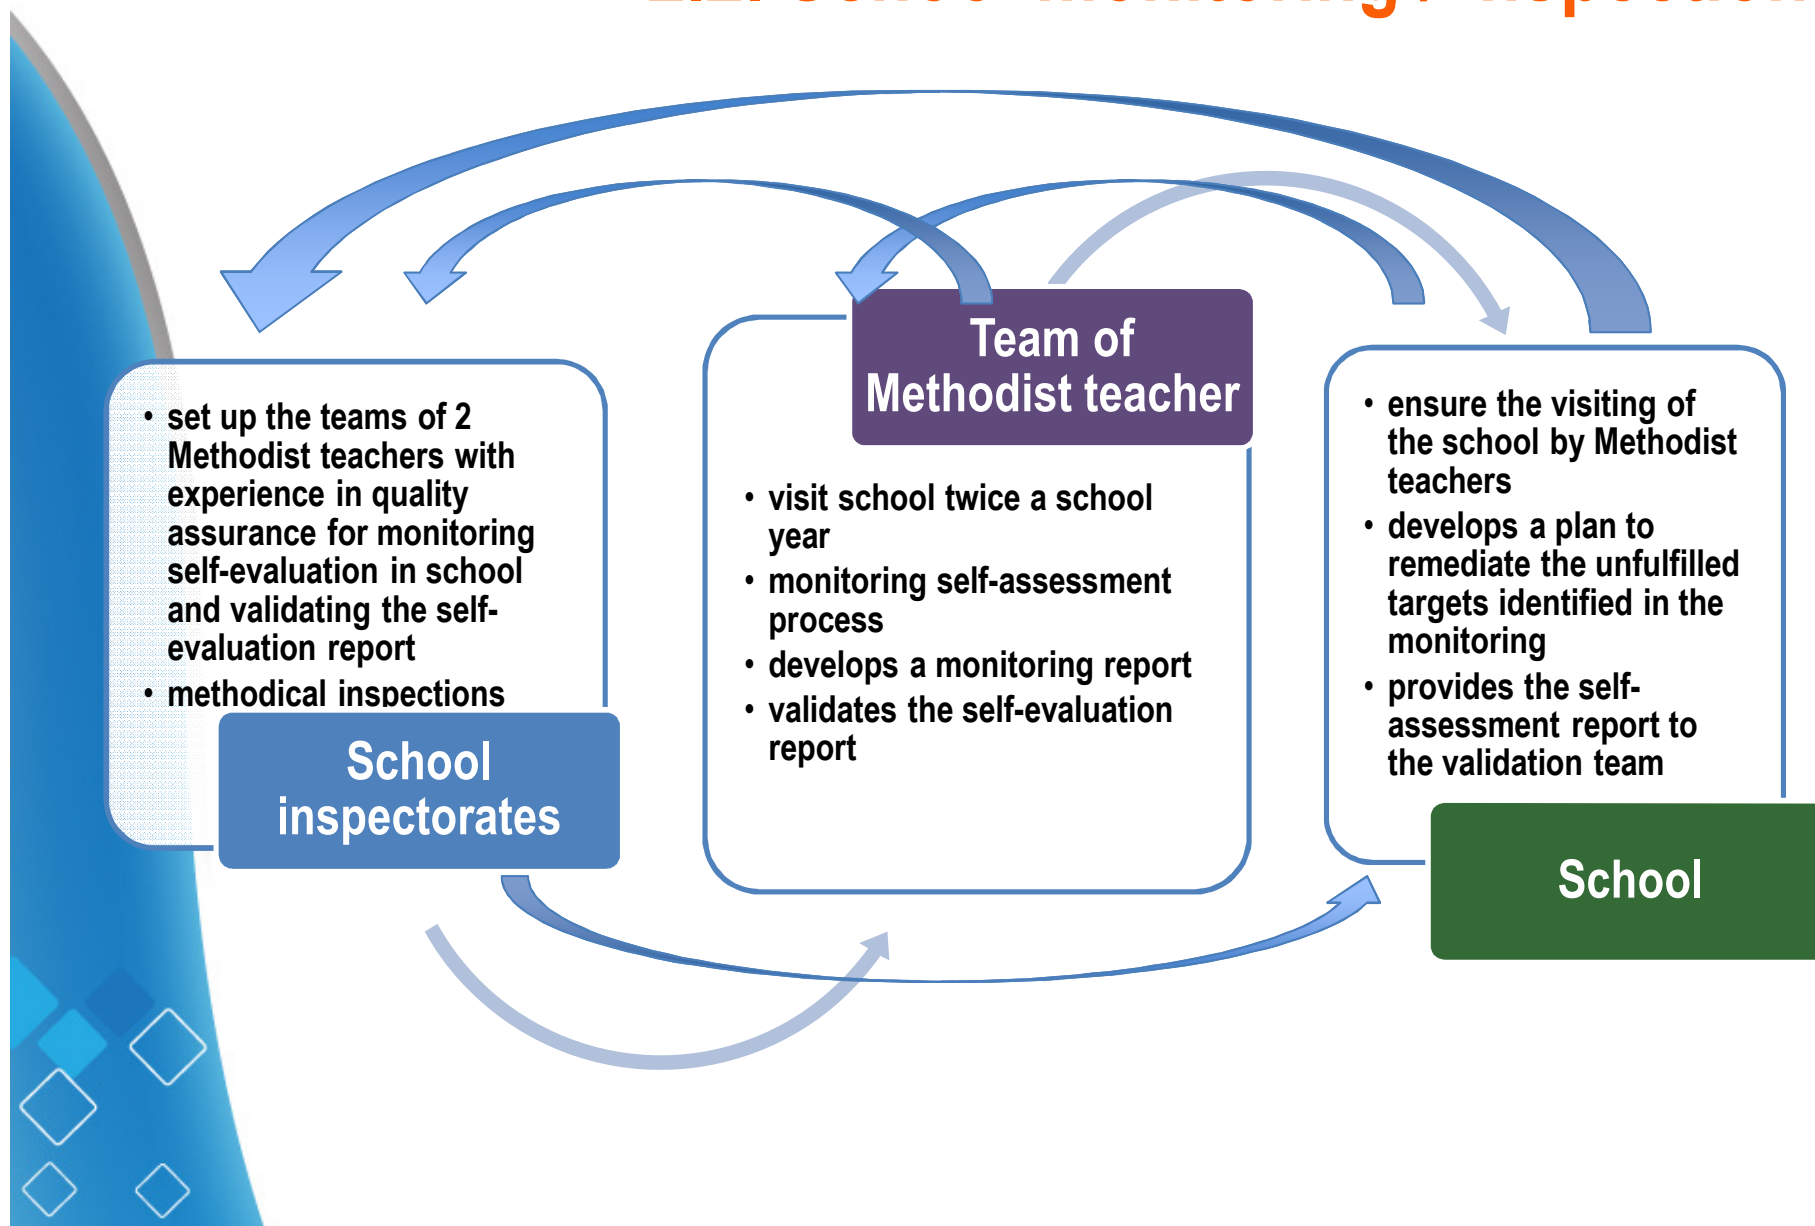 • set up the teams of 2
Methodist teachers with
experience in quality
assurance for monitoring
self-evaluation in school
and validating the self-
evaluation report
• methodical inspections
School
inspectorates
Team of
Methodist teacher
• visit school twice a school
year
• monitoring self-assessment
process
• develops a monitoring report
• validates the self-evaluation
report
• ensure the visiting of
the school by Methodist
teachers
• develops a plan to
remediate the unfulfilled
targets identified in the
monitoring
• provides the self-
assessment report to
the validation team
School